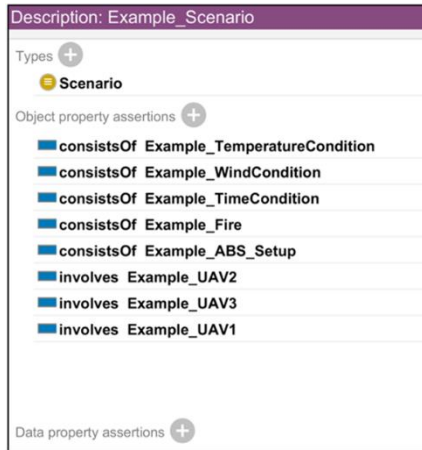 Description: Example_Scenario
Types
Scenario
Object property assertions
consistsOf Example_TemperatureCondition
consistsOf Example_WindCondition
consistsOf Example_TimeCondition
consistsOf Example_Fire
consistsOf Example_ABS_Setup
involves Example_UAV2
involves Example_UAV3
involves Example_UAV1
Data property assertions